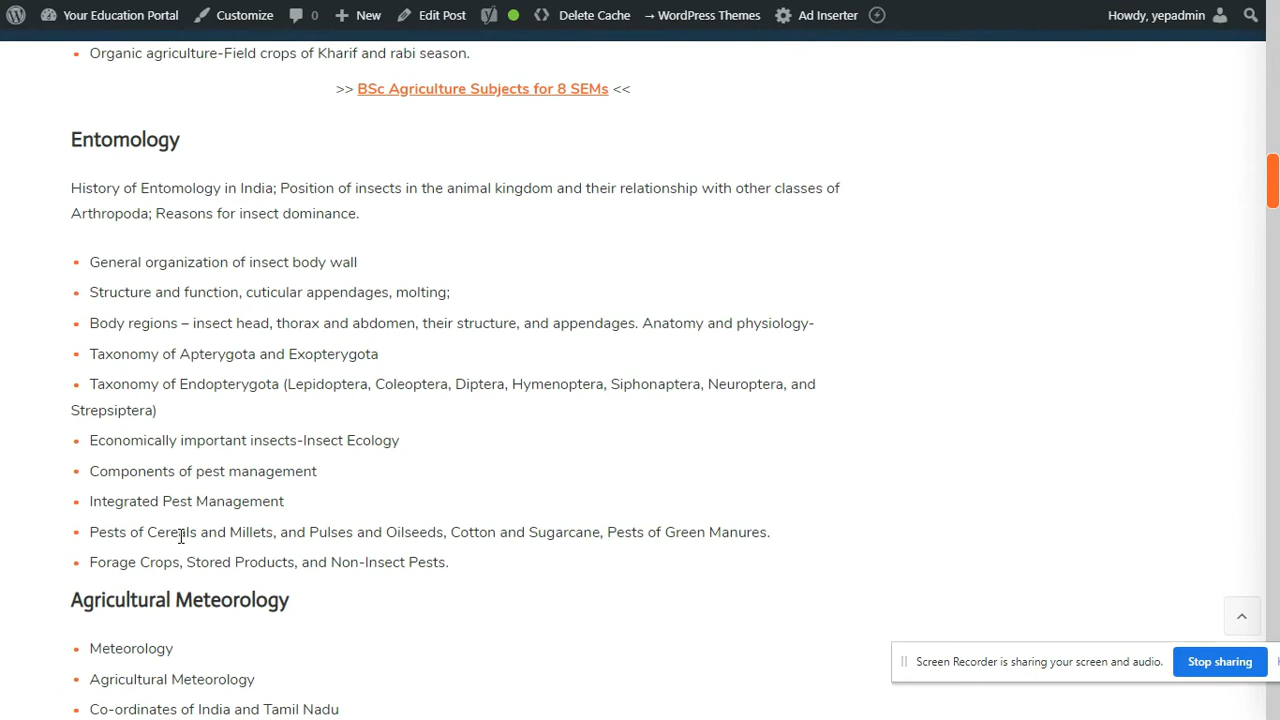 Your Education Portal Customize 0 New Edit Post Delete Cache → WordPress Themes Ad Inserter Howdy, yepadmin
Organic agriculture-Field crops of Kharif and rabi season.
>> BSc Agriculture Subjects for 8 SEMs <<
Entomology
History of Entomology in India; Position of insects in the animal kingdom and their relationship with other classes of
Arthropoda; Reasons for insect dominance.
General organization of insect body wall
Structure and function, cuticular appendages, molting;
Body regions – insect head, thorax and abdomen, their structure, and appendages. Anatomy and physiology-
Taxonomy of Apterygota and Exopterygota
Taxonomy of Endopterygota (Lepidoptera, Coleoptera, Diptera, Hymenoptera, Siphonaptera, Neuroptera, and
Strepsiptera)
Economically important insects-Insect Ecology
Components of pest management
Integrated Pest Management
Pests of Cereals and Millets, and Pulses and Oilseeds, Cotton and Sugarcane, Pests of Green Manures.
Forage Crops, Stored Products, and Non-Insect Pests.
Agricultural Meteorology
Meteorology
Screen Recorder is sharing your screen and audio. Stop sharing
Agricultural Meteorology
Co-ordinates of India and Tamil Nadu